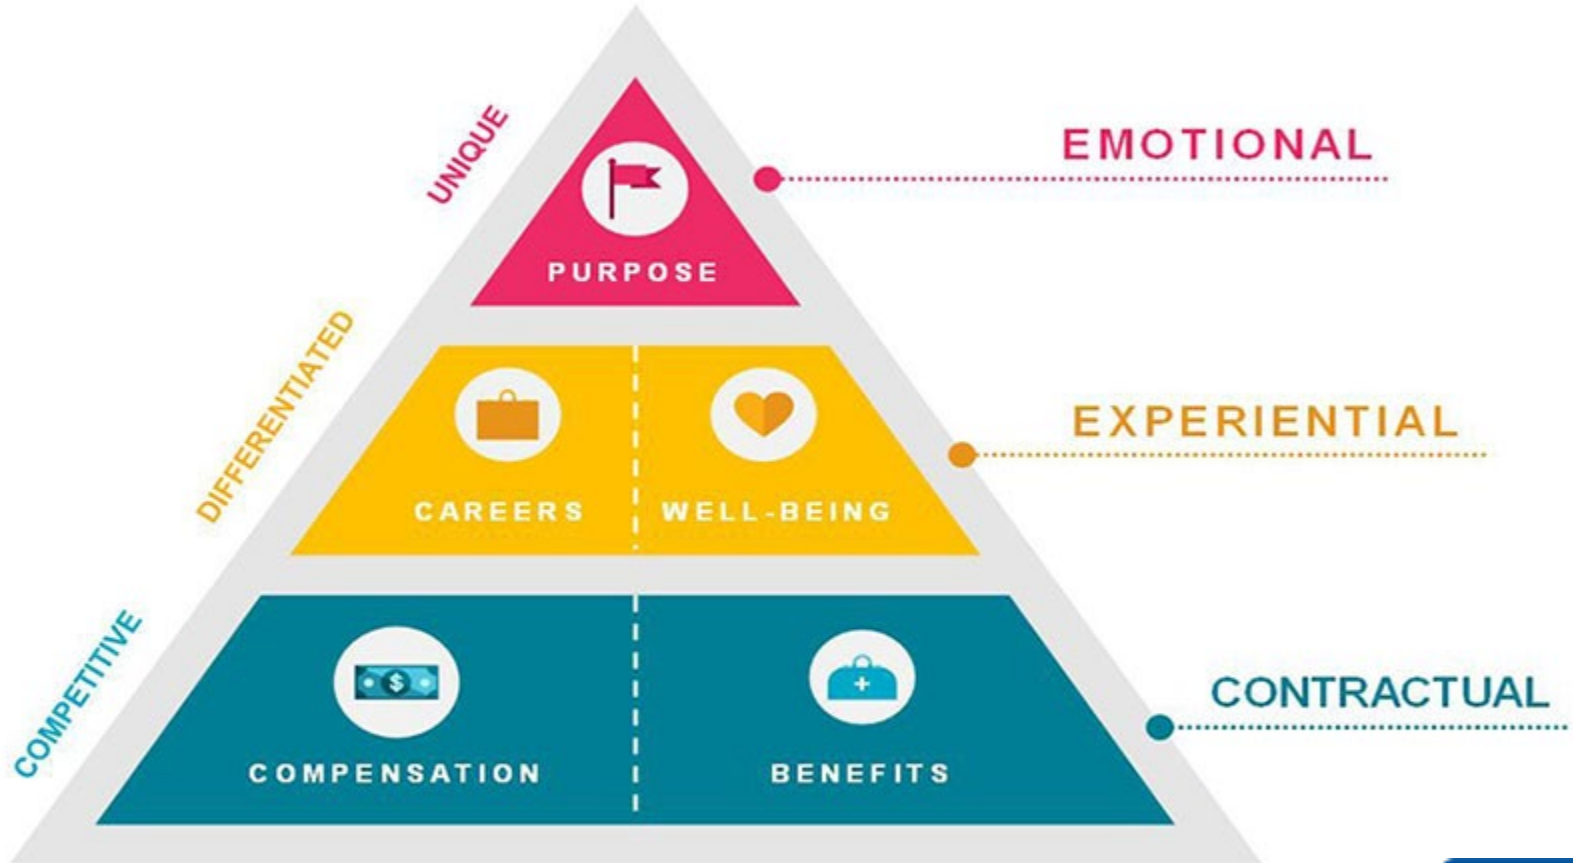 UNIQUE
EMOTIONAL
PURPOSE
DIFFERENTIATED
EXPERIENTIAL
CAREERS
WELL-BEING
COMPETITIVE
CONTRACTUAL
$
COMPENSATION
BENEFITS